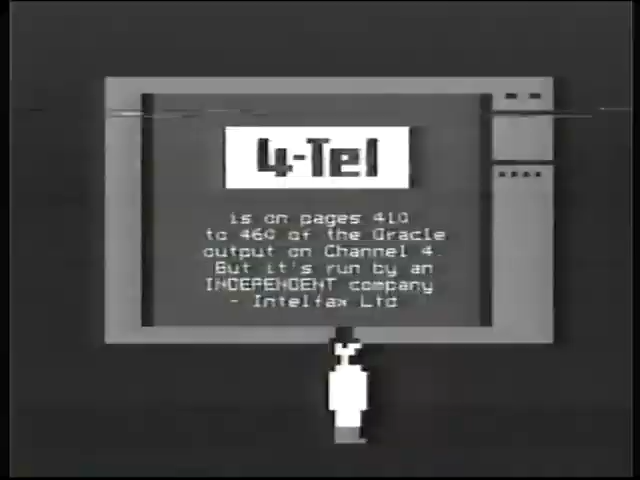 4-Tel
is on pages 410
to 460 of the Oracle
output on Channel 4.
But it's run by an
INDEPENDENT company
- Intelfax Ltd